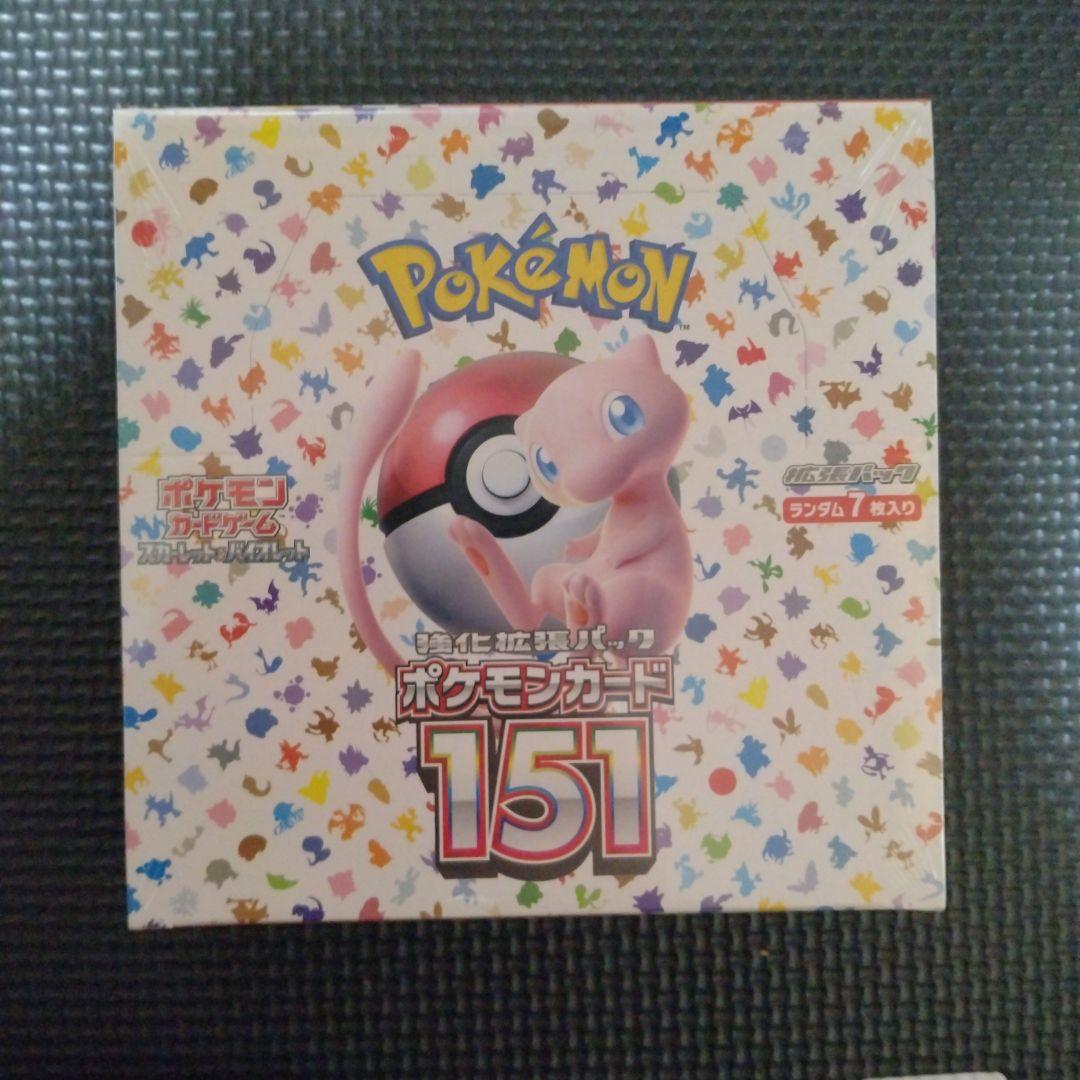 POKéMON
TM
ポケモン
カードゲーム
スカーレット&バイオレット
拡張パック
ランダム7枚入り
強化拡張パック
ポケモンカード
151